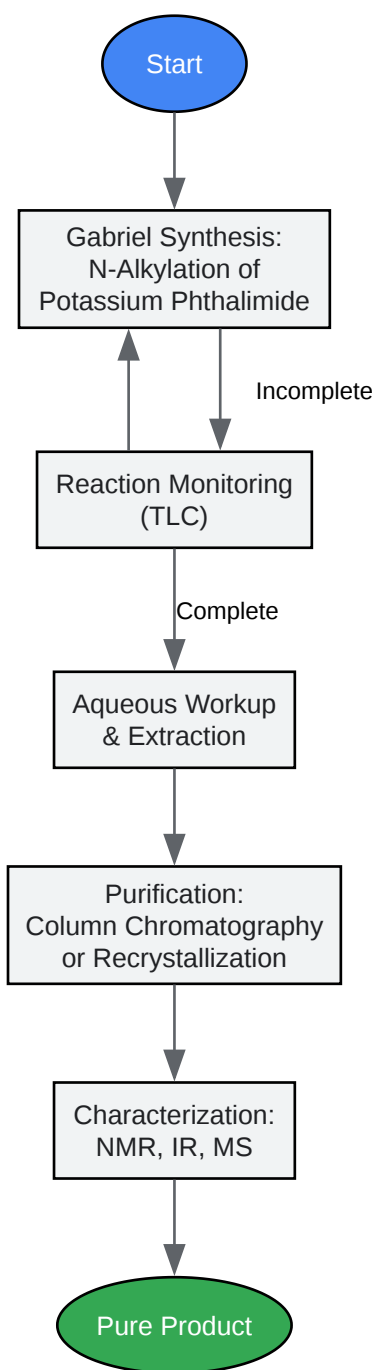 Start
Gabriel Synthesis:
N-Alkylation of
Potassium Phthalimide
Incomplete
Reaction Monitoring
(TLC)
Complete
Aqueous Workup
& Extraction
Purification:
Column Chromatography
or Recrystallization
Characterization:
NMR, IR, MS
Pure Product